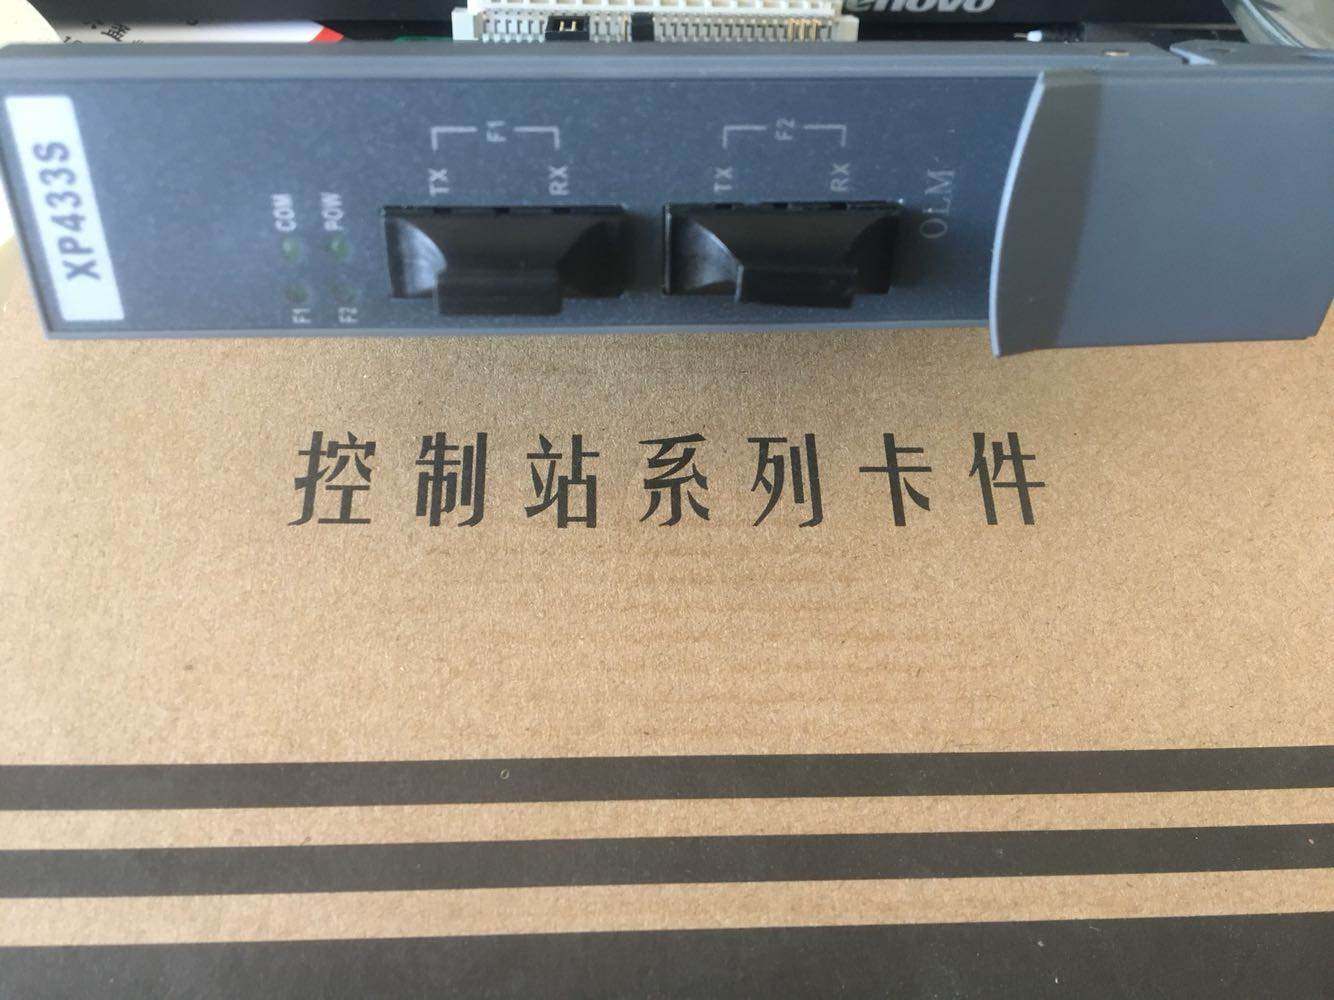 enovo
XP433S
COM
POW
F1
F2
TX
F1
RX
TX
F2
RX
OLM
控制站系列卡件